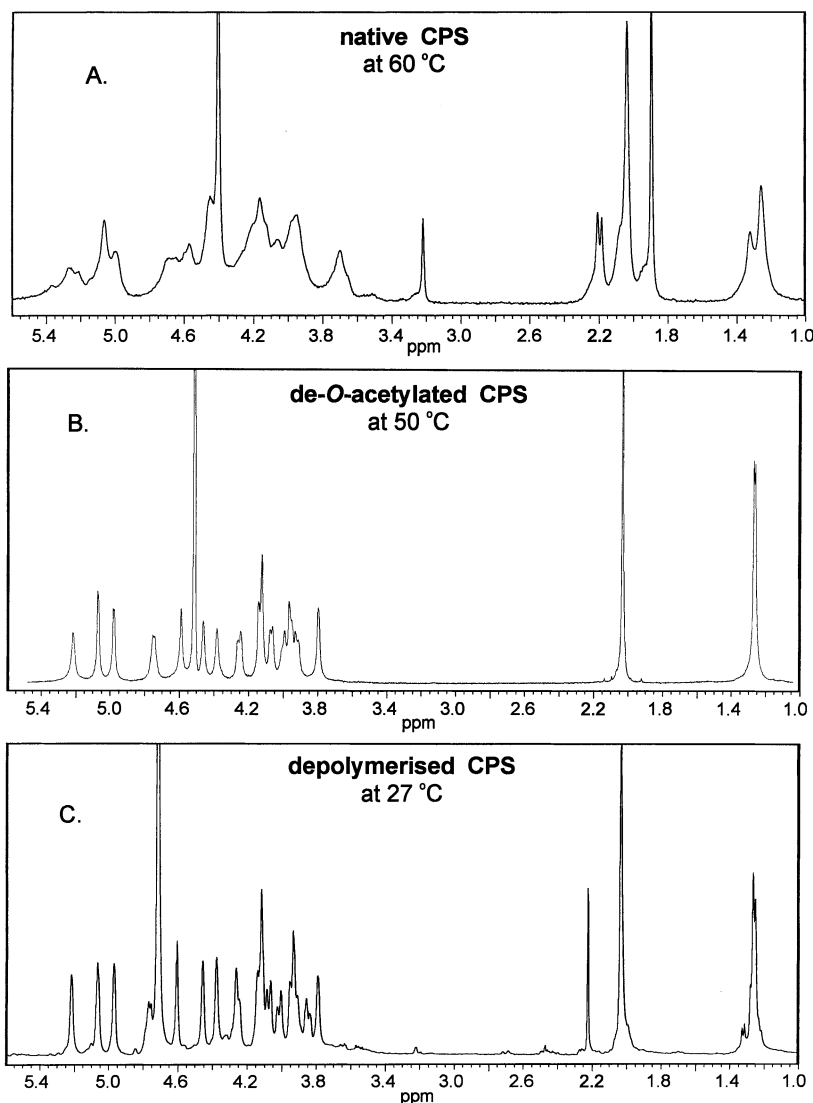 native CPS
at 60 °C
A.
5.4 5.0 4.6 4.2 3.8 3.4 3.0 2.6 2.2 1.8 1.4 1.0
ppm
de-O-acetylated CPS
at 50 °C
B.
5.4 5.0 4.6 4.2 3.8 3.4 3.0 2.6 2.2 1.8 1.4 1.0
ppm
depolymerised CPS
at 27 °C
C.
5.4 5.0 4.6 4.2 3.8 3.4 3.0 2.6 2.2 1.8 1.4 1.0
ppm